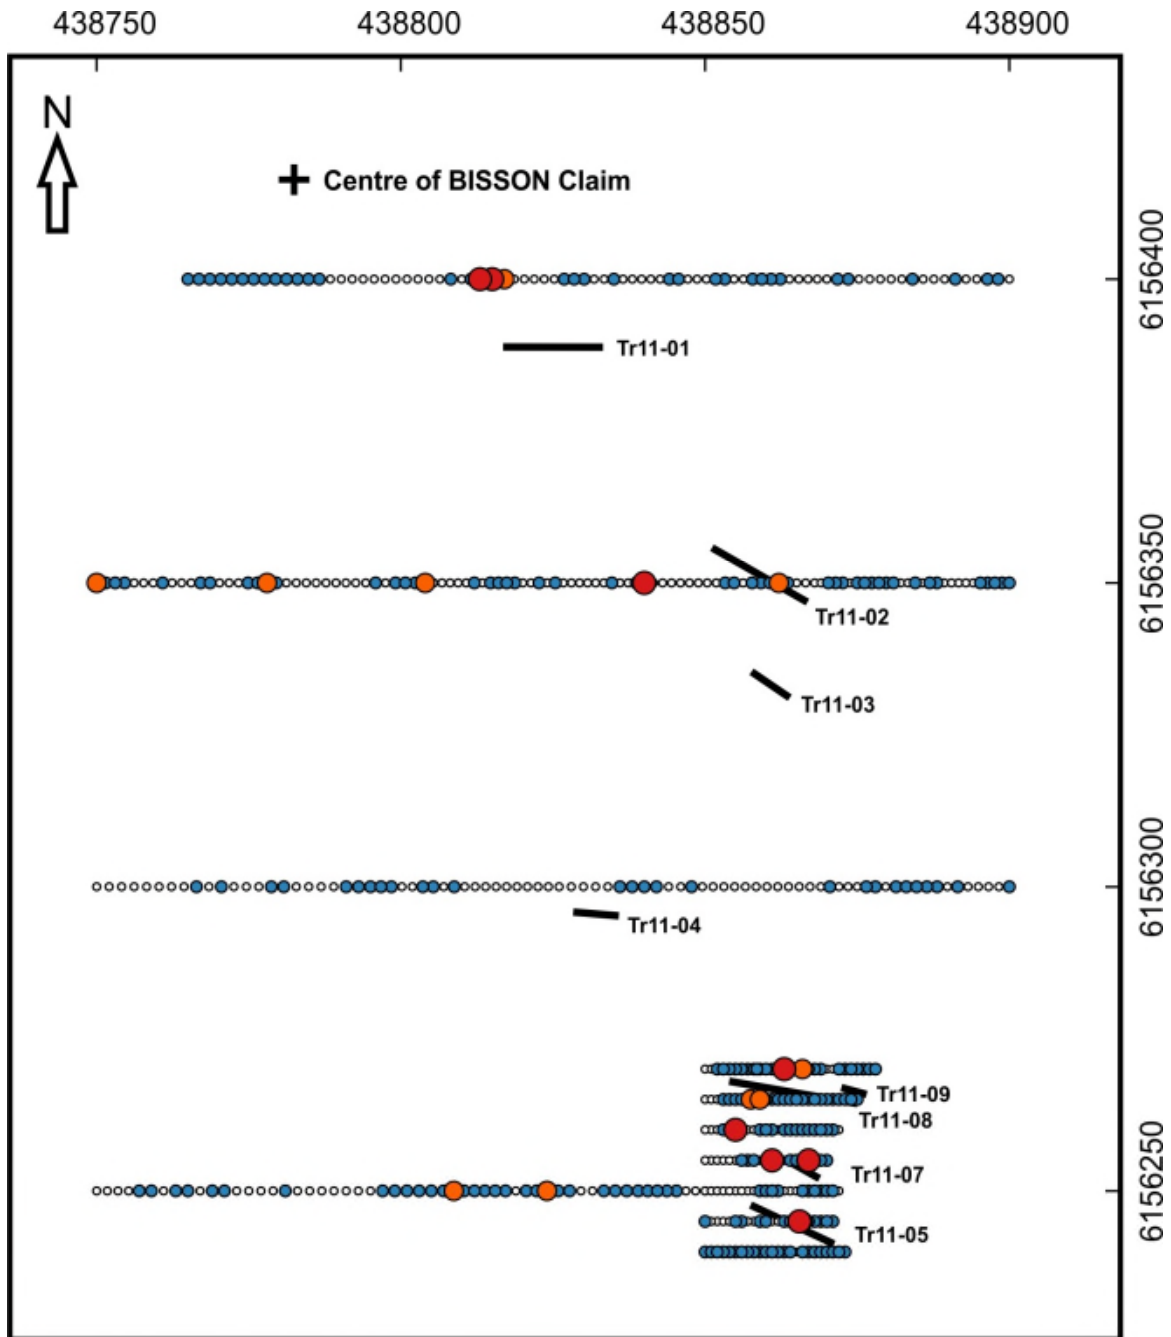 438750 438800 438850 438900
N
Centre of BISSON Claim
6156400
Tr11-01
6156350
Tr11-02
Tr11-03
6156300
Tr11-04
Tr11-09
Tr11-08
Tr11-07
6156250
Tr11-05